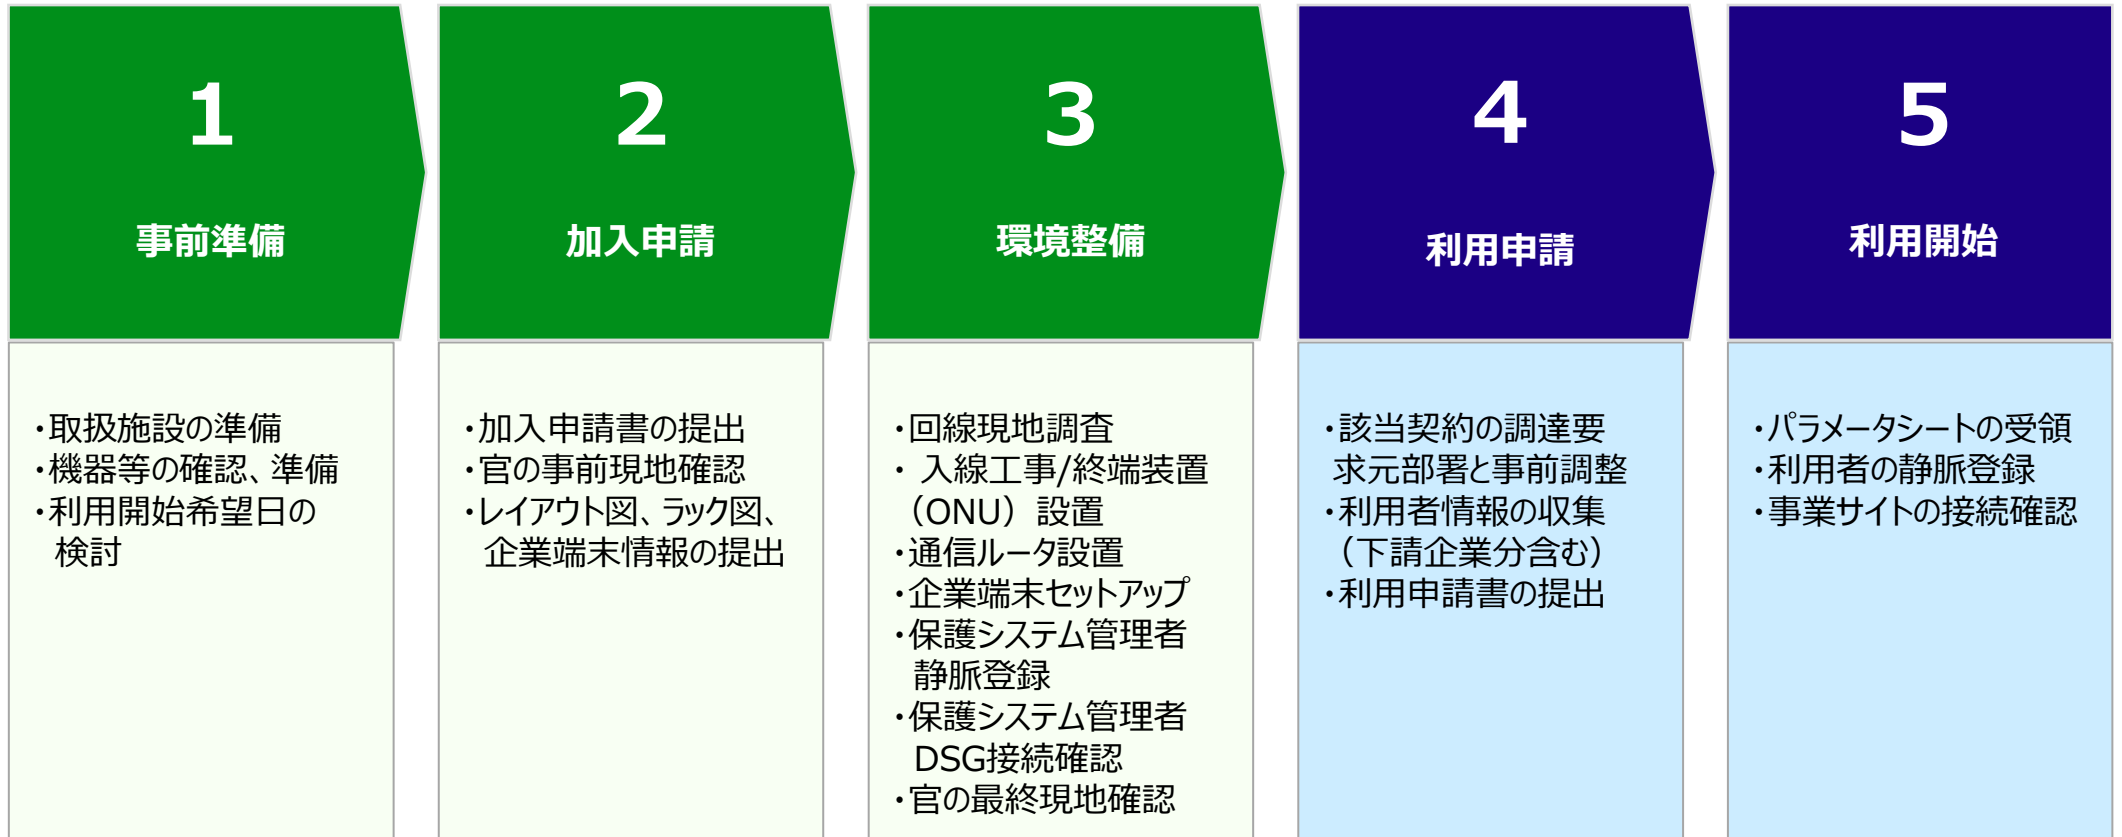 1
事前準備
・取扱施設の準備
・機器等の確認、準備
・利用開始希望日の
検討
2
加入申請
・加入申請書の提出
・官の事前現地確認
・レイアウト図、ラック図、
企業端末情報の提出
3
環境整備
・回線現地調査
・ 入線工事/終端装置
（ONU）設置
・通信ルータ設置
・企業端末セットアップ
・保護システム管理者
静脈登録
・保護システム管理者
DSG接続確認
・官の最終現地確認
4
利用申請
・該当契約の調達要
求元部署と事前調整
・利用者情報の収集
（下請企業分含む）
・利用申請書の提出
5
利用開始
・パラメータシートの受領
・利用者の静脈登録
・事業サイトの接続確認